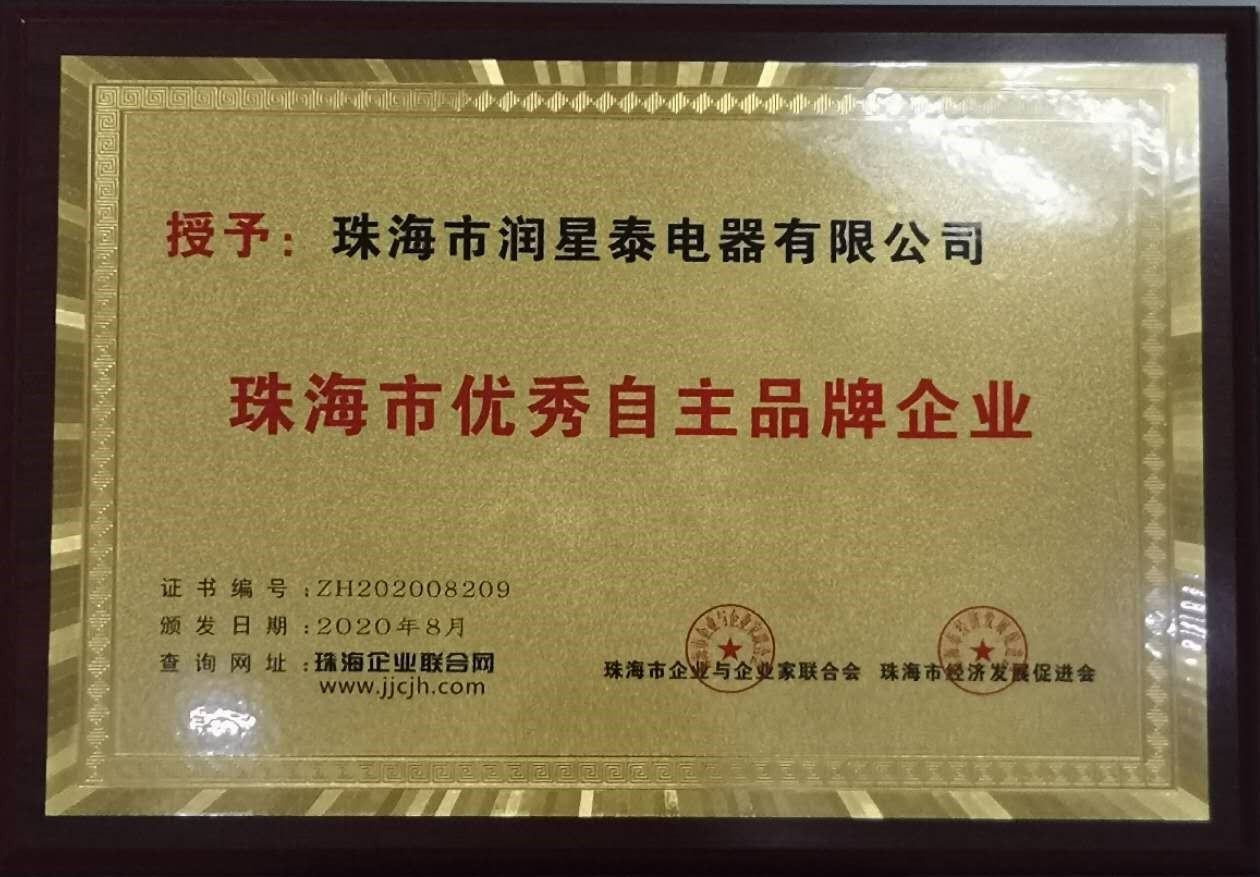 授予：珠海市润星泰电器有限公司
珠海市优秀自主品牌企业
证书编号：ZH202008209
颁发日期：2020年8月
查询网址：珠海企业联合网
www.jjcjh.com
珠海市企业与企业家联合会 珠海市经济发展促进会